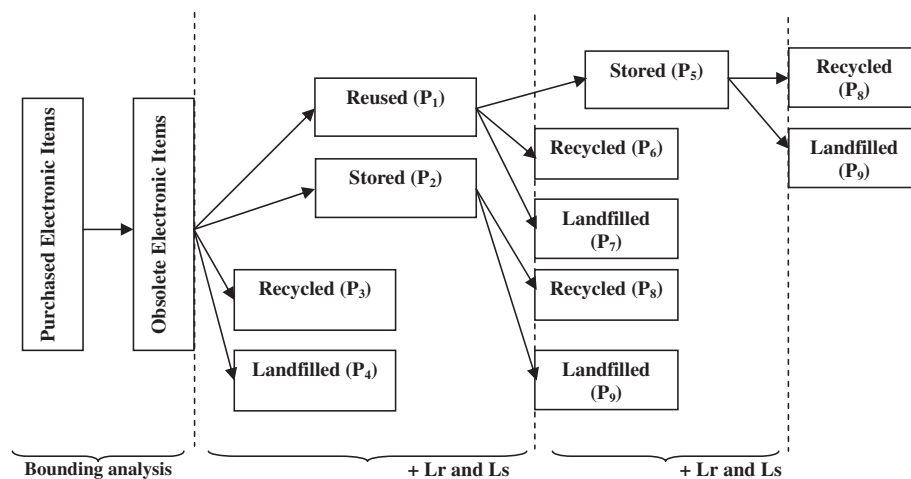 Purchased Electronic Items
Obsolete Electronic Items
Reused (P₁)
Stored (P₂)
Recycled (P₃)
Landfilled (P₄)
Stored (P₅)
Recycled (P₆)
Landfilled
(P₇)
Recycled (P₈)
Landfilled
(P₉)
Recycled
(P₈)
Landfilled
(P₉)
Bounding analysis
+ Lr and Ls
+ Lr and Ls